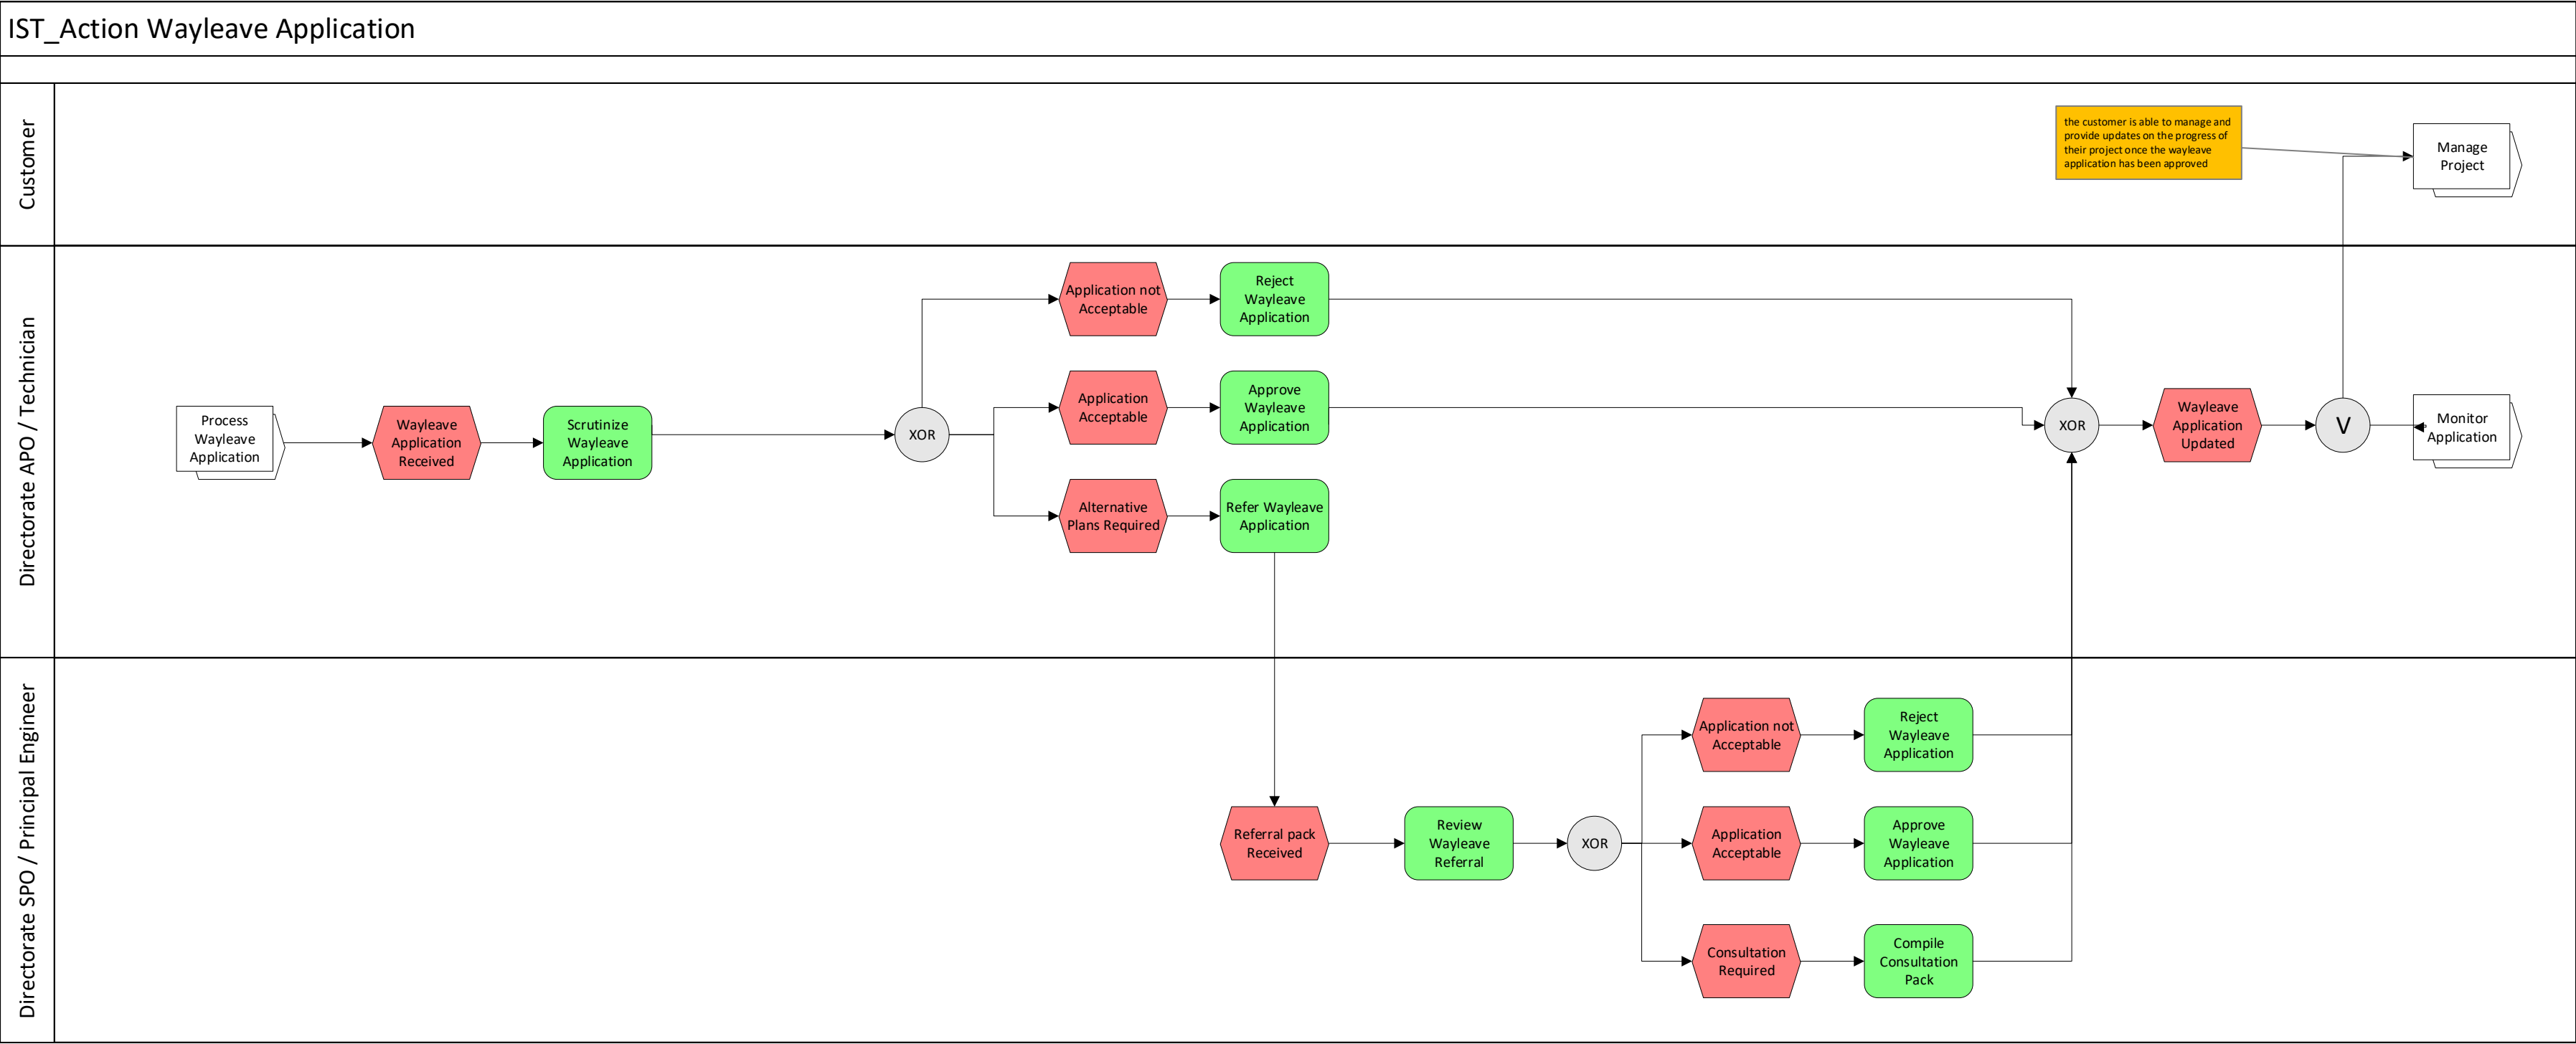 IST_Action Wayleave Application
Customer
the customer is able to manage and
provide updates on the progress of
their project once the wayleave
application has been approved
Manage
Project
Directorate APO / Technician
Process
Wayleave
Application
Wayleave
Application
Received
Scrutinize
Wayleave
Application
XOR
Application not
Acceptable
Reject
Wayleave
Application
Application
Acceptable
Approve
Wayleave
Application
Alternative
Plans Required
Refer Wayleave
Application
XOR
Wayleave
Application
Updated
V
Monitor
Application
Directorate SPO / Principal Engineer
Referral pack
Received
Review
Wayleave
Referral
XOR
Application not
Acceptable
Reject
Wayleave
Application
Application
Acceptable
Approve
Wayleave
Application
Consultation
Required
Compile
Consultation
Pack